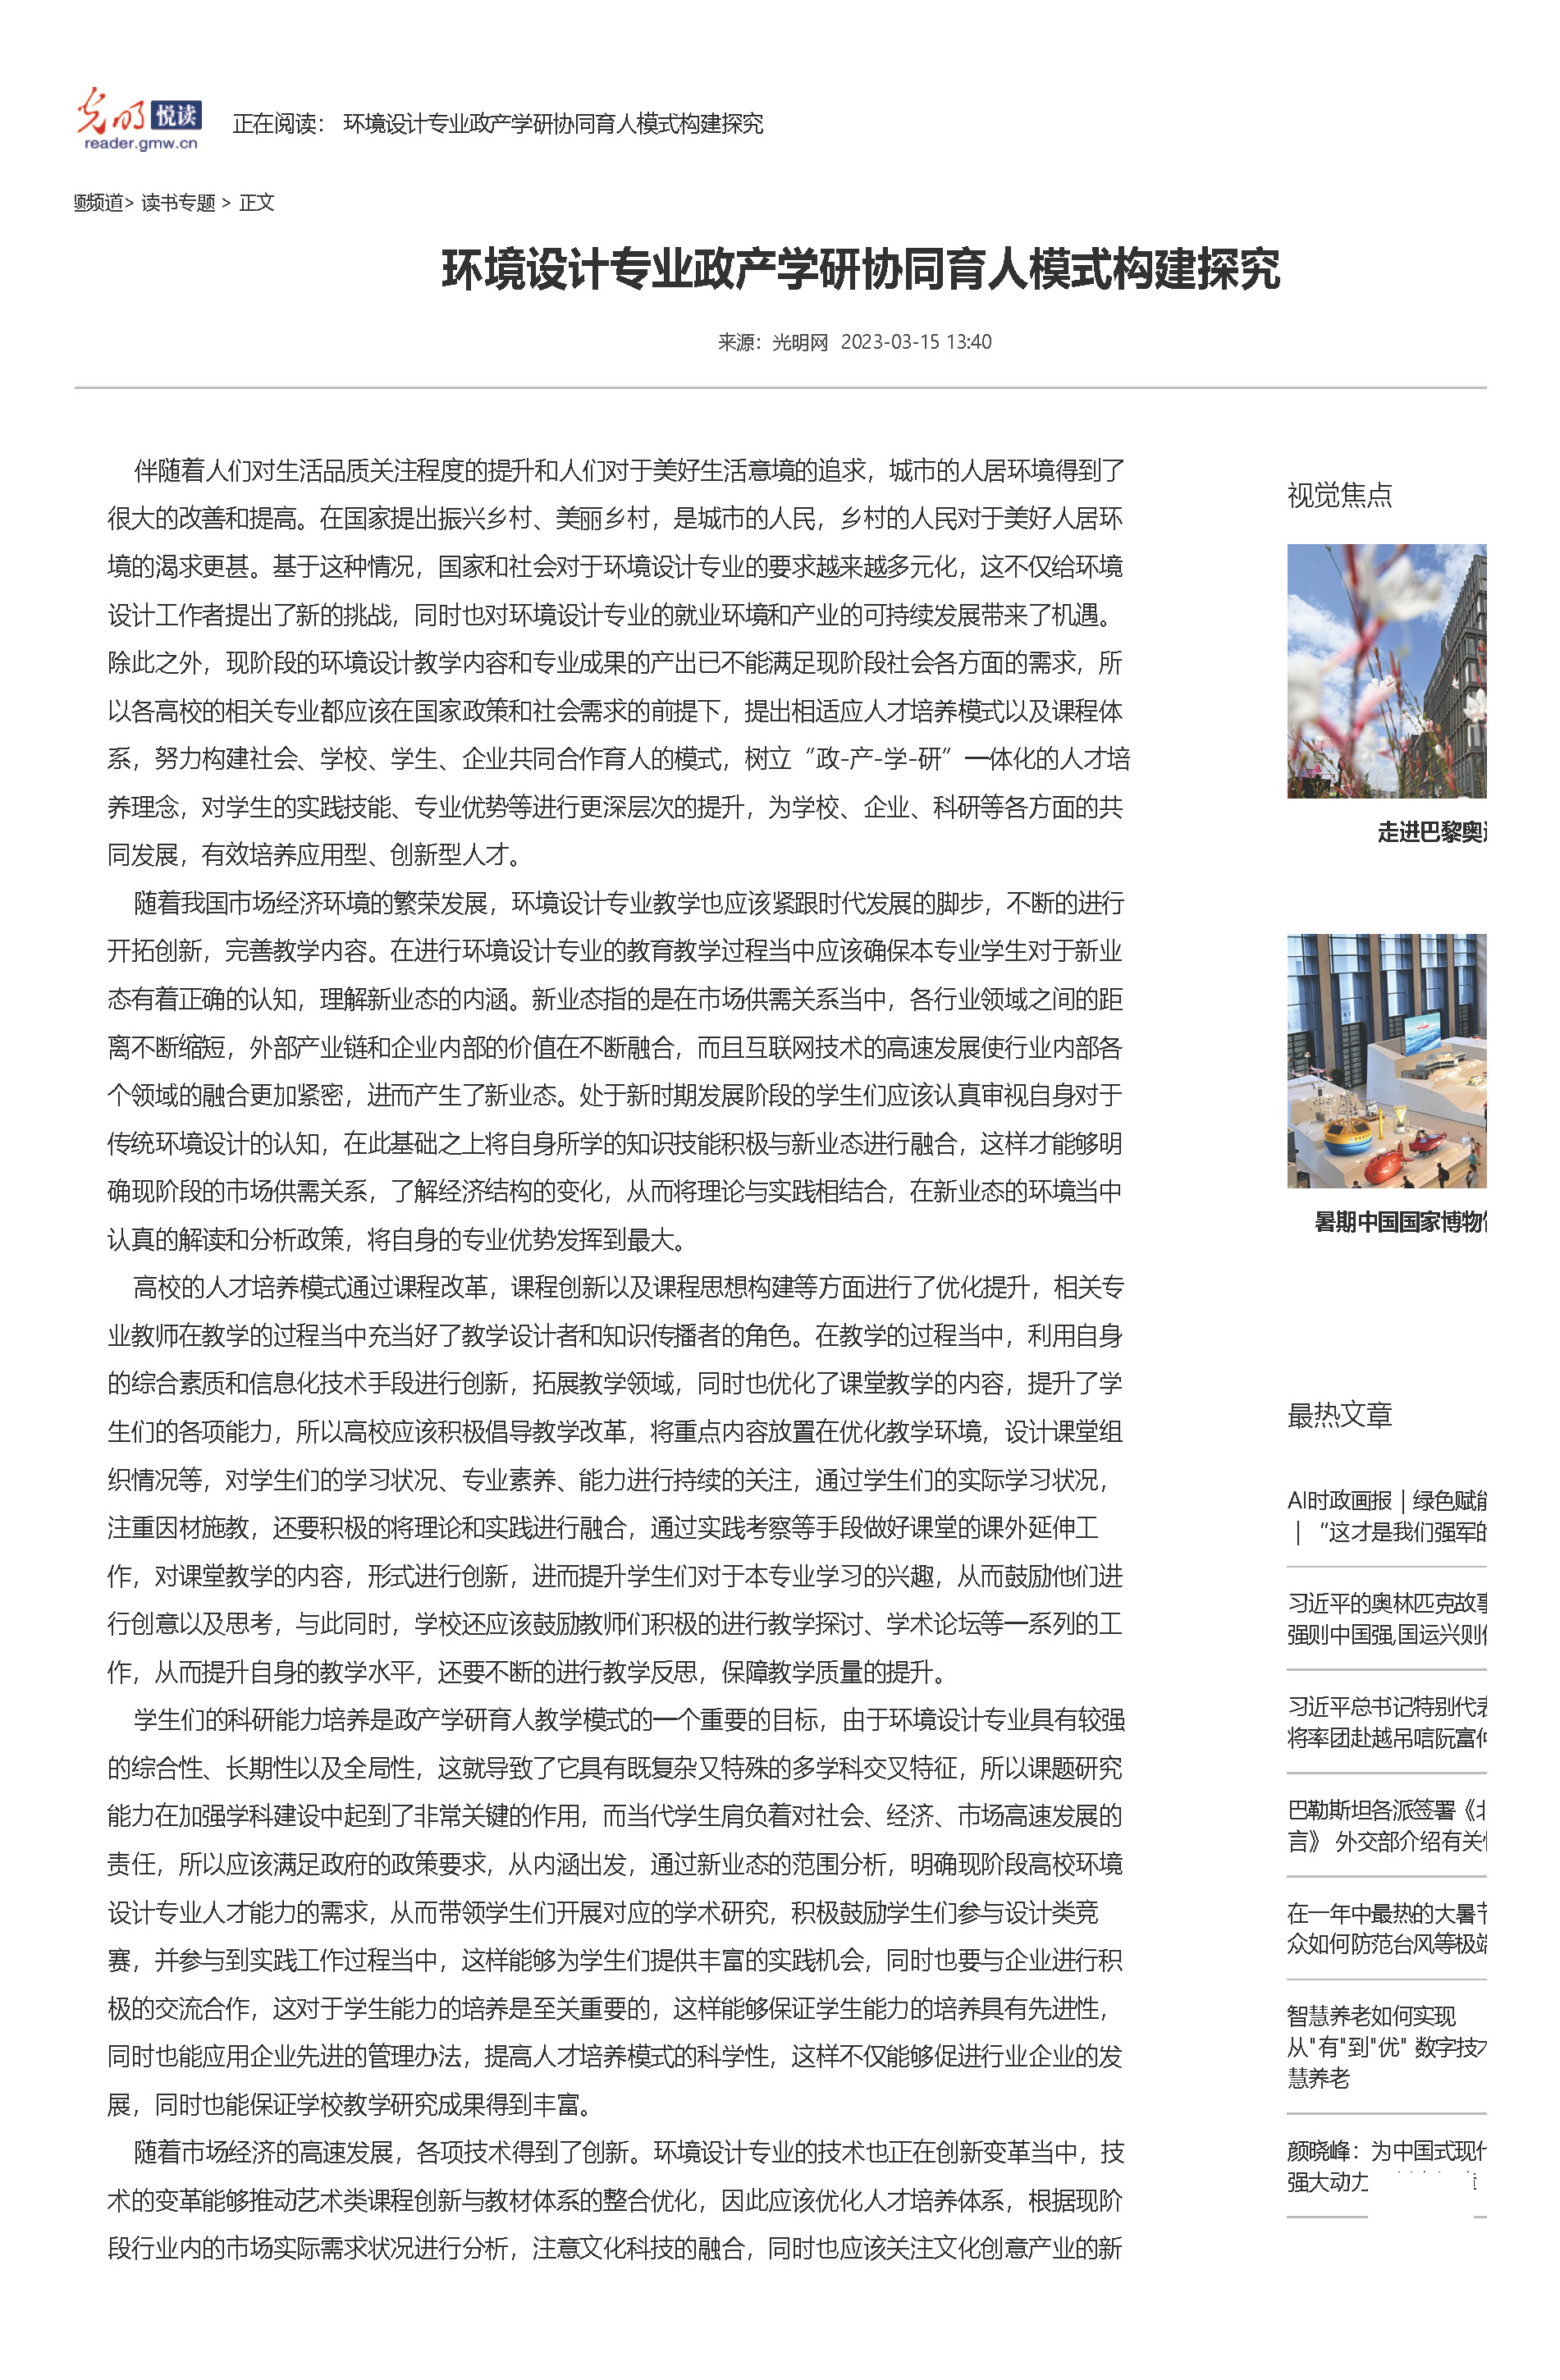 光明 悦读
reader.gmw.cn
正在阅读： 环境设计专业政产学研协同育人模式构建探究
频道> 读书专题 > 正文
环境设计专业政产学研协同育人模式构建探究
来源：光明网 2023-03-15 13:40
伴随着人们对生活品质关注程度的提升和人们对于美好生活意境的追求，城市的人居环境得到了
很大的改善和提高。在国家提出振兴乡村、美丽乡村，是城市的人民，乡村的人民对于美好人居环
境的渴求更甚。基于这种情况，国家和社会对于环境设计专业的要求越来越多元化，这不仅给环境
设计工作者提出了新的挑战，同时也对环境设计专业的就业环境和产业的可持续发展带来了机遇。
除此之外，现阶段的环境设计教学内容和专业成果的产出已不能满足现阶段社会各方面的需求，所
以各高校的相关专业都应该在国家政策和社会需求的前提下，提出相适应人才培养模式以及课程体
系，努力构建社会、学校、学生、企业共同合作育人的模式，树立“政-产-学-研”一体化的人才培
养理念，对学生的实践技能、专业优势等进行更深层次的提升，为学校、企业、科研等各方面的共
同发展，有效培养应用型、创新型人才。
随着我国市场经济环境的繁荣发展，环境设计专业教学也应该紧跟时代发展的脚步，不断的进行
开拓创新，完善教学内容。在进行环境设计专业的教育教学过程当中应该确保本专业学生对于新业
态有着正确的认知，理解新业态的内涵。新业态指的是在市场供需关系当中，各行业领域之间的距
离不断缩短，外部产业链和企业内部的价值在不断融合，而且互联网技术的高速发展使行业内部各
个领域的融合更加紧密，进而产生了新业态。处于新时期发展阶段的学生们应该认真审视自身对于
传统环境设计的认知，在此基础之上将自身所学的知识技能积极与新业态进行融合，这样才能够明
确现阶段的市场供需关系，了解经济结构的变化，从而将理论与实践相结合，在新业态的环境当中
认真的解读和分析政策，将自身的专业优势发挥到最大。
高校的人才培养模式通过课程改革，课程创新以及课程思想构建等方面进行了优化提升，相关专
业教师在教学的过程当中充当好了教学设计者和知识传播者的角色。在教学的过程当中，利用自身
的综合素质和信息化技术手段进行创新，拓展教学领域，同时也优化了课堂教学的内容，提升了学
生们的各项能力，所以高校应该积极倡导教学改革，将重点内容放置在优化教学环境，设计课堂组
织情况等，对学生们的学习状况、专业素养、能力进行持续的关注，通过学生们的实际学习状况，
注重因材施教，还要积极的将理论和实践进行融合，通过实践考察等手段做好课堂的课外延伸工
作，对课堂教学的内容，形式进行创新，进而提升学生们对于本专业学习的兴趣，从而鼓励他们进
行创意以及思考，与此同时，学校还应该鼓励教师们积极的进行教学探讨、学术论坛等一系列的工
作，从而提升自身的教学水平，还要不断的进行教学反思，保障教学质量的提升。
学生们的科研能力培养是政产学研育人教学模式的一个重要的目标，由于环境设计专业具有较强
的综合性、长期性以及全局性，这就导致了它具有既复杂又特殊的多学科交叉特征，所以课题研究
能力在加强学科建设中起到了非常关键的作用，而当代学生肩负着对社会、经济、市场高速发展的
责任，所以应该满足政府的政策要求，从内涵出发，通过新业态的范围分析，明确现阶段高校环境
设计专业人才能力的需求，从而带领学生们开展对应的学术研究，积极鼓励学生们参与设计类竞
赛，并参与到实践工作过程当中，这样能够为学生们提供丰富的实践机会，同时也要与企业进行积
极的交流合作，这对于学生能力的培养是至关重要的，这样能够保证学生能力的培养具有先进性，
同时也能应用企业先进的管理办法，提高人才培养模式的科学性，这样不仅能够促进行业企业的发
展，同时也能保证学校教学研究成果得到丰富。
随着市场经济的高速发展，各项技术得到了创新。环境设计专业的技术也正在创新变革当中，技
术的变革能够推动艺术类课程创新与教材体系的整合优化，因此应该优化人才培养体系，根据现阶
段行业内的市场实际需求状况进行分析，注意文化科技的融合，同时也应该关注文化创意产业的新
视觉焦点
走进巴黎奥
暑期中国国家博物
最热文章
AI时政画报｜绿色赋
｜“这才是我们强军的
习近平的奥林匹克故
强则中国强,国运兴则
习近平总书记特别代
将率团赴越吊唁阮富仲
巴勒斯坦各派签署《
言》 外交部介绍有关
在一年中最热的大暑节
众如何防范台风等极端
智慧养老如何实现
从"有"到"优" 数字技
慧养老
颜晓峰：为中国式现代
强大动力